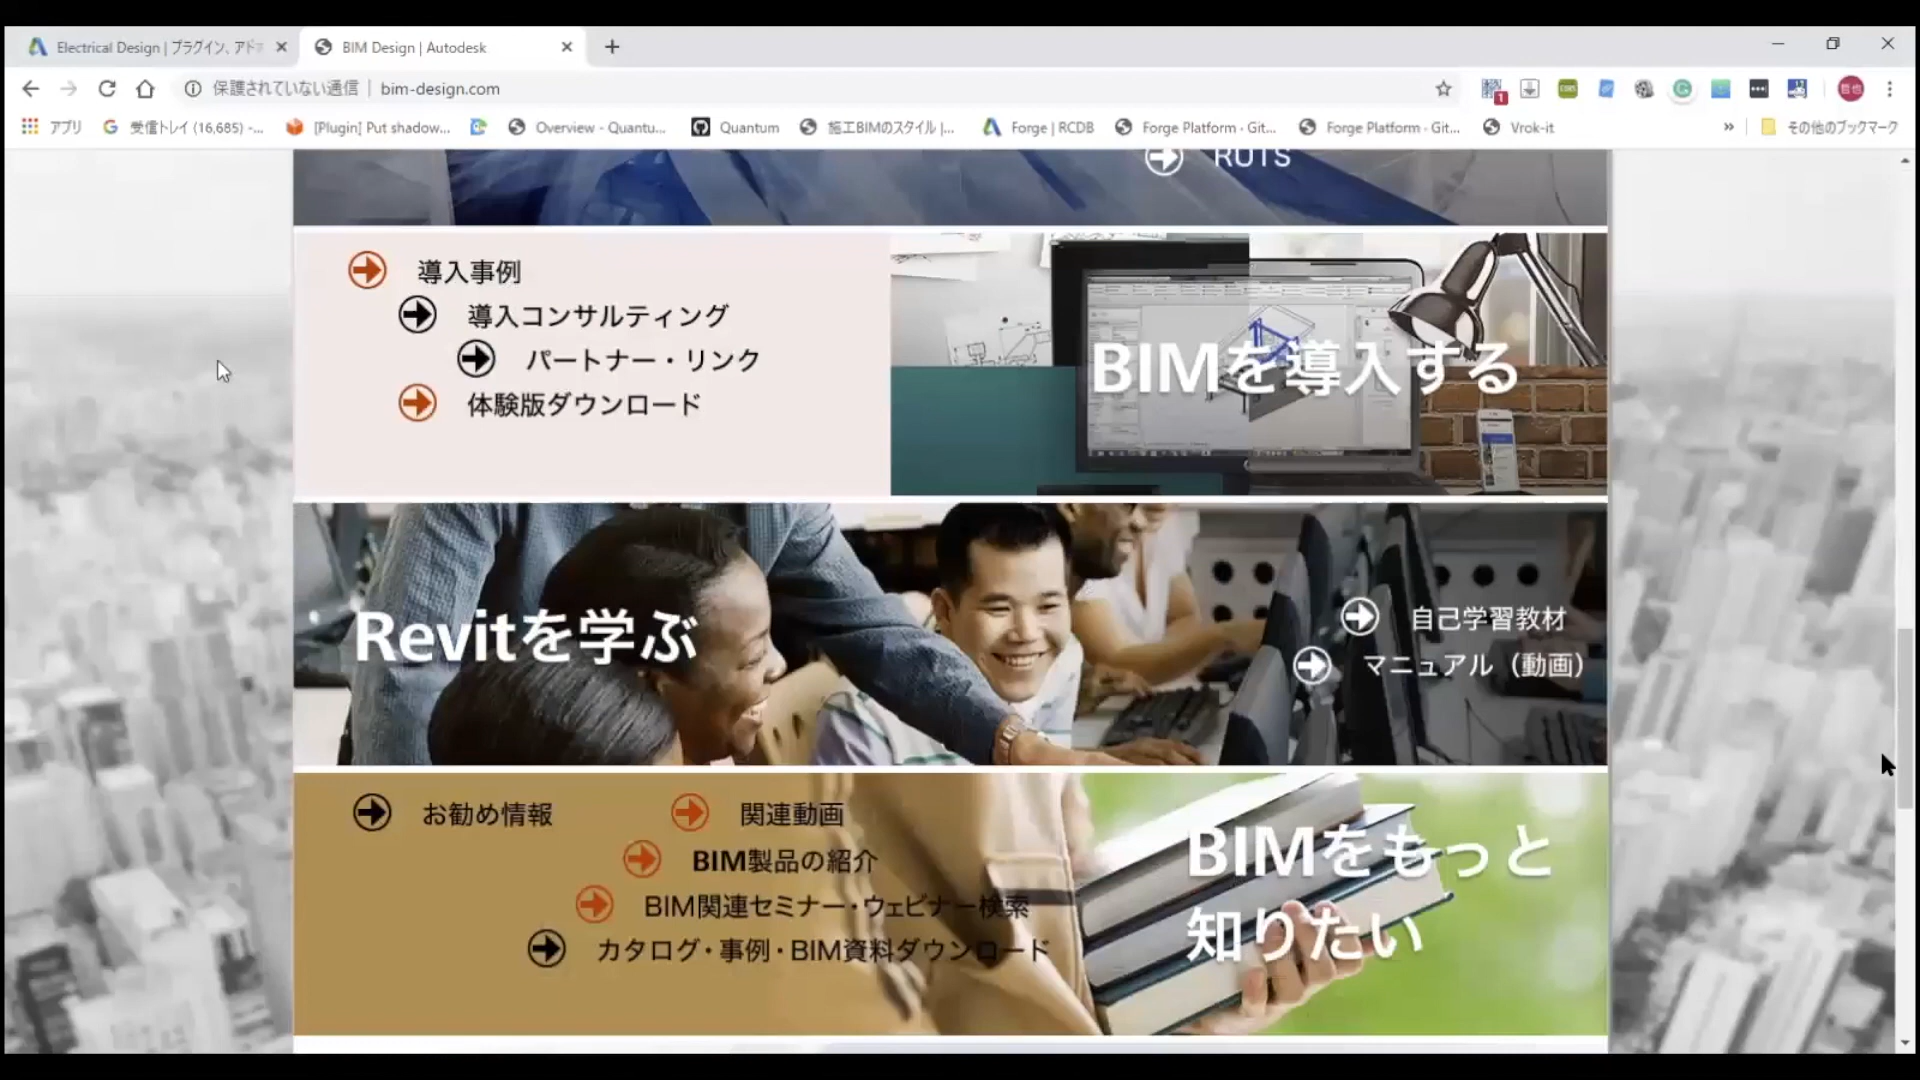 Electrical Design | プラグイン、アド
BIM Design | Autodesk
保護されていない通信 | bim-design.com
アプリ
受信トレイ (16,685) -...
[Plugin] Put shadow...
Overview - Quantu...
Quantum
施工BIMのスタイル |...
Forge | RCDB
Forge Platform · Git...
Forge Platform · Git...
Vrok-it
»
その他のブックマーク
RUTS
導入事例
導入コンサルティング
パートナー・リンク
体験版ダウンロード
BIMを導入する
Revitを学ぶ
自己学習教材
マニュアル（動画）
お勧め情報
関連動画
BIM製品の紹介
BIM関連セミナー・ウェビナー検索
カタログ・事例・BIM資料ダウンロード
BIMをもっと
知りたい